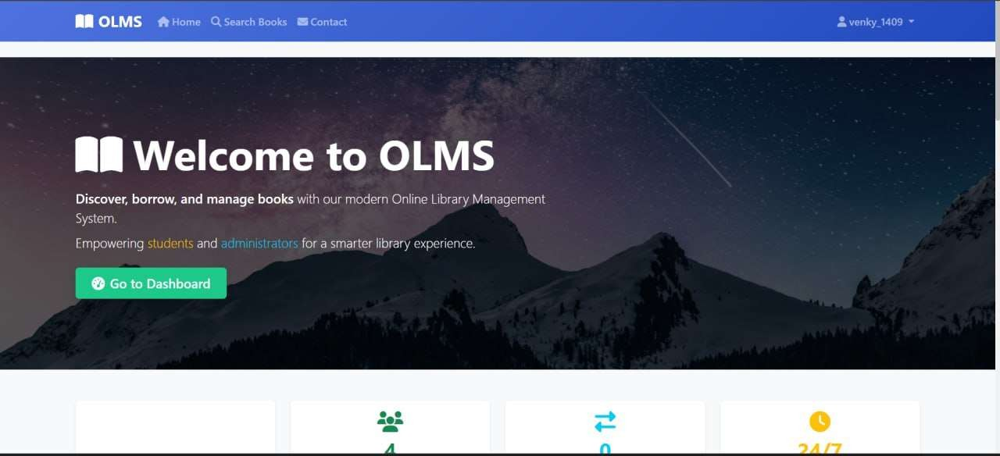 OLMS Home Search Books Contact venky_1409
Welcome to OLMS
Discover, borrow, and manage books with our modern Online Library Management
System.
Empowering students and administrators for a smarter library experience.
Go to Dashboard
4 0 24/7